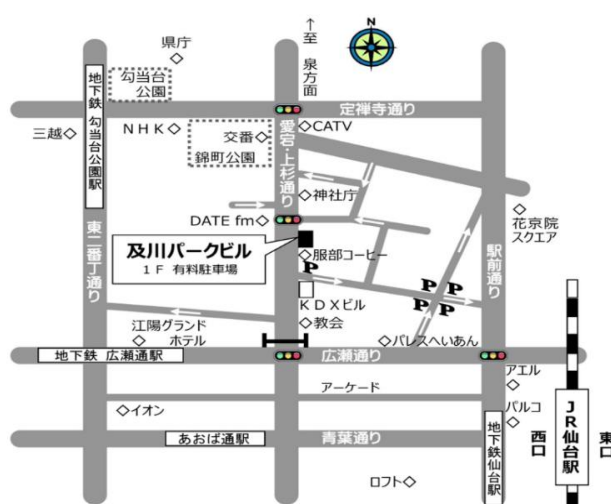 県庁
↑至 泉方面
N
勾当台
公園
地下鉄 勾当台公園駅
定禅寺通り
三越
NHK
交番
錦町公園
CATV
愛宕・上杉通り
神社庁
DATE fm
花京院
スクエア
及川パークビル
1F 有料駐車場
服部コーヒー
P
駅前通り
東二番丁通り
P P
P P
KDXビル
教会
江陽グランド
ホテル
パレスへいあん
地下鉄 広瀬通駅
広瀬通り
アエル
アーケード
イオン
パルコ
JR仙台駅
西口
東口
あおば通駅
青葉通り
地下鉄仙台駅
ロフト